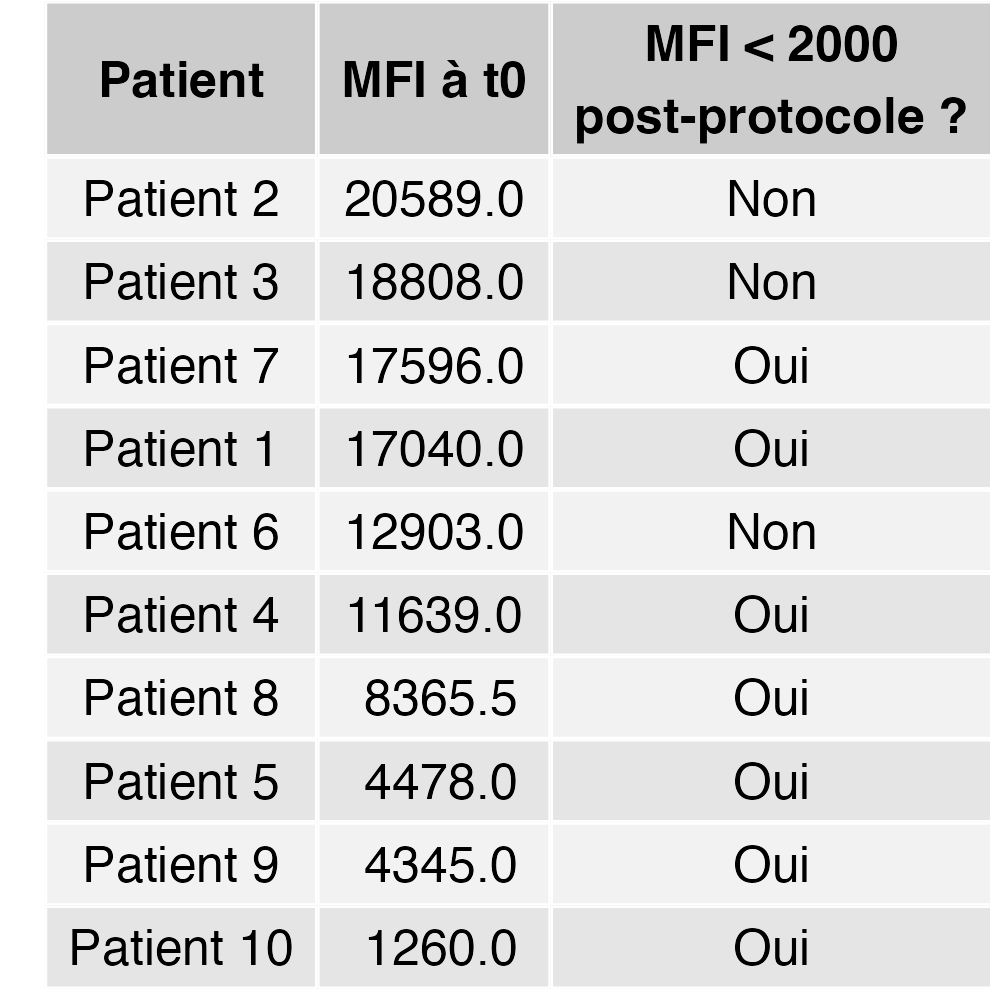 Patient MFI à t0 MFI < 2000 post-protocole ?
Patient 2 20589.0 Non
Patient 3 18808.0 Non
Patient 7 17596.0 Oui
Patient 1 17040.0 Oui
Patient 6 12903.0 Non
Patient 4 11639.0 Oui
Patient 8 8365.5 Oui
Patient 5 4478.0 Oui
Patient 9 4345.0 Oui
Patient 10 1260.0 Oui